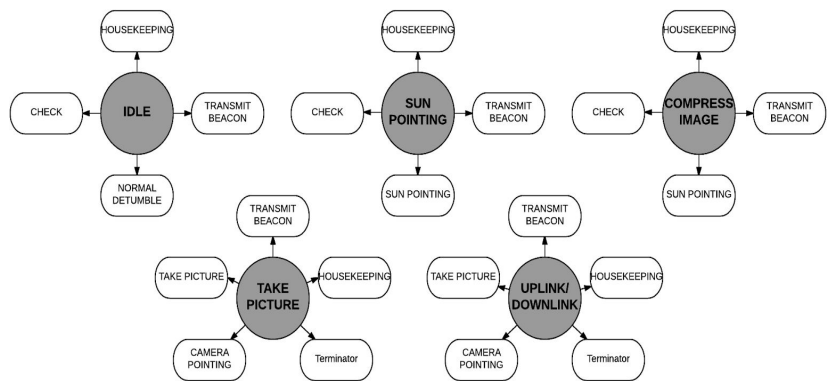 HOUSEKEEPING
CHECK
IDLE
TRANSMIT
BEACON
NORMAL
DETUMBLE
HOUSEKEEPING
CHECK
SUN
POINTING
TRANSMIT
BEACON
SUN POINTING
HOUSEKEEPING
CHECK
COMPRESS
IMAGE
TRANSMIT
BEACON
SUN POINTING
TRANSMIT
BEACON
TAKE PICTURE
TAKE
PICTURE
HOUSEKEEPING
CAMERA
POINTING
Terminator
TRANSMIT
BEACON
TAKE PICTURE
UPLINK/
DOWNLINK
HOUSEKEEPING
CAMERA
POINTING
Terminator